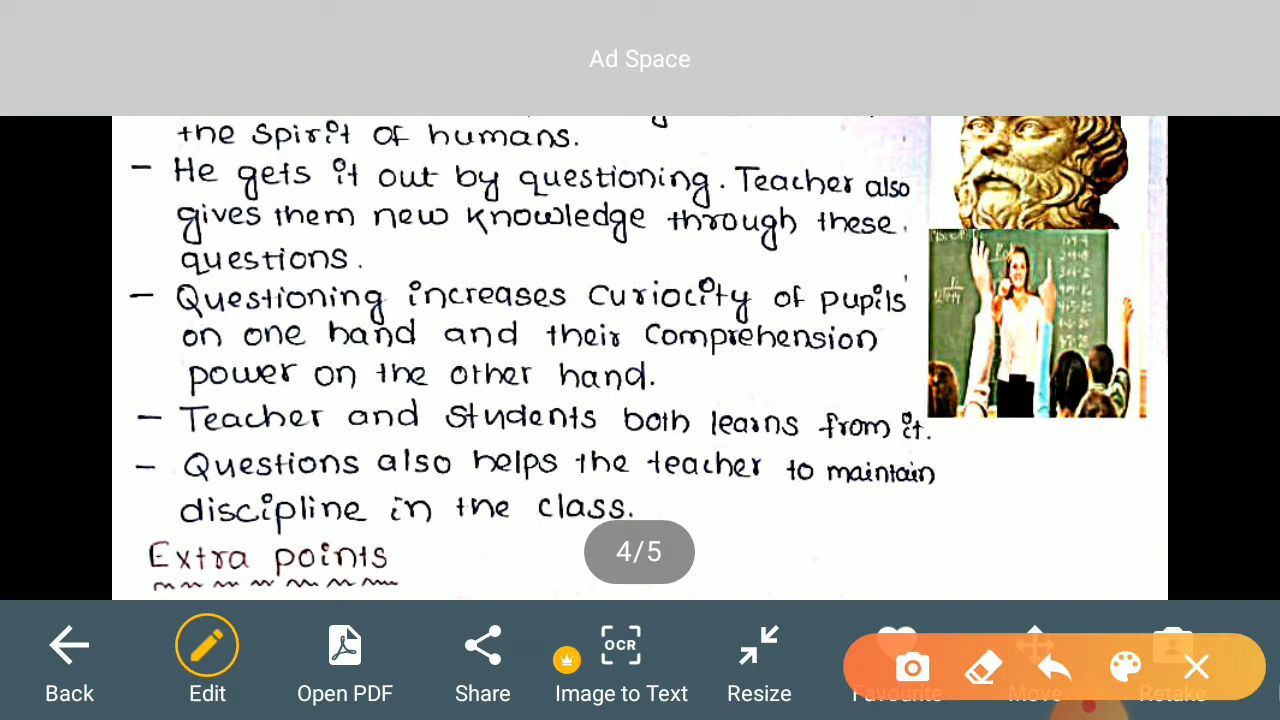 Ad Space
the spirit of humans.
- He gets it out by questioning. Teacher also
gives them new knowledge through these
questions.
- Questioning increases curiocity of pupils
on one hand and their comprehension
power on the other hand.
- Teacher and students both learns from it.
- Questions also helps the teacher to maintain
discipline in the class.
4/5
Extra points
Back
Edit
Open PDF
Share
OCR
Image to Text
Resize
Favourite
Move
Retake